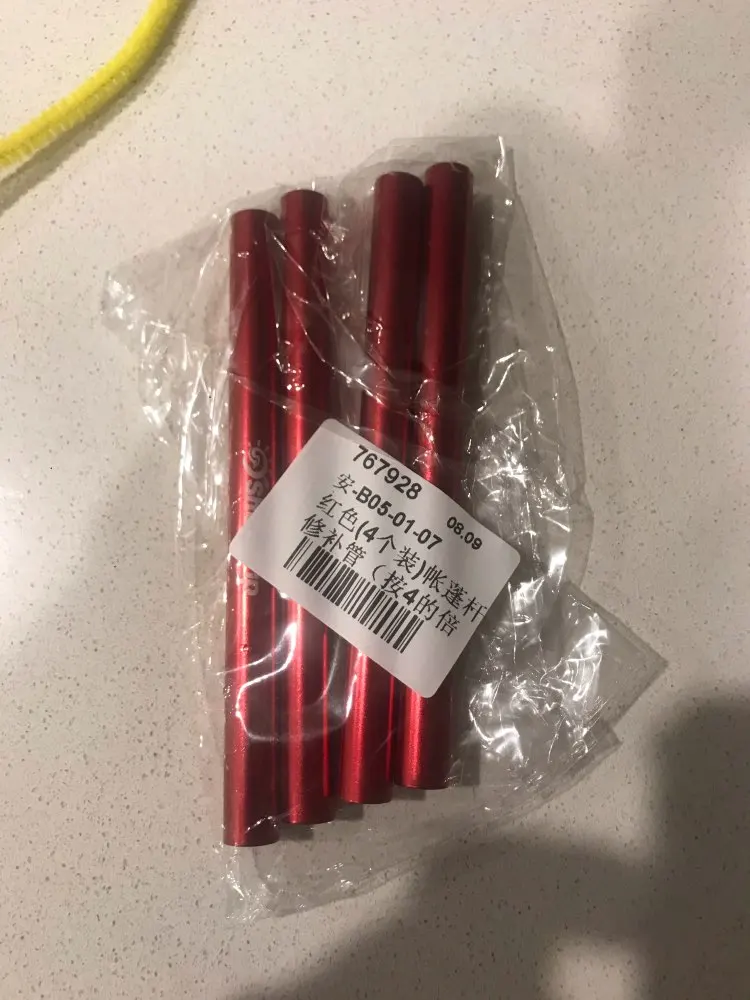 767928
08.09
安-B05-01-07
红色(4个装)帐蓬杆
修补管（按4的倍